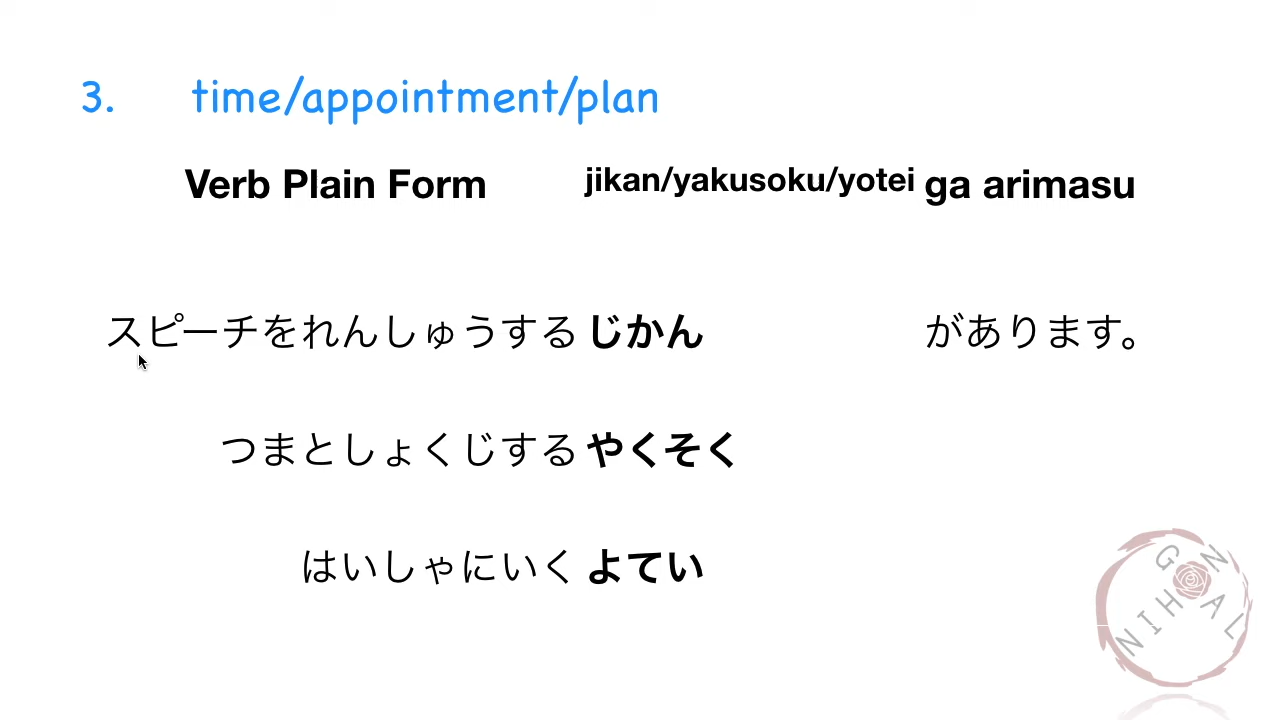 3. time/appointment/plan
Verb Plain Form jikan/yakusoku/yotei ga arimasu
スピーチをれんしゅうする じかん があります。
つまとしょくじする やくそく
はいしゃにいく よてい
NIHONGO GAL